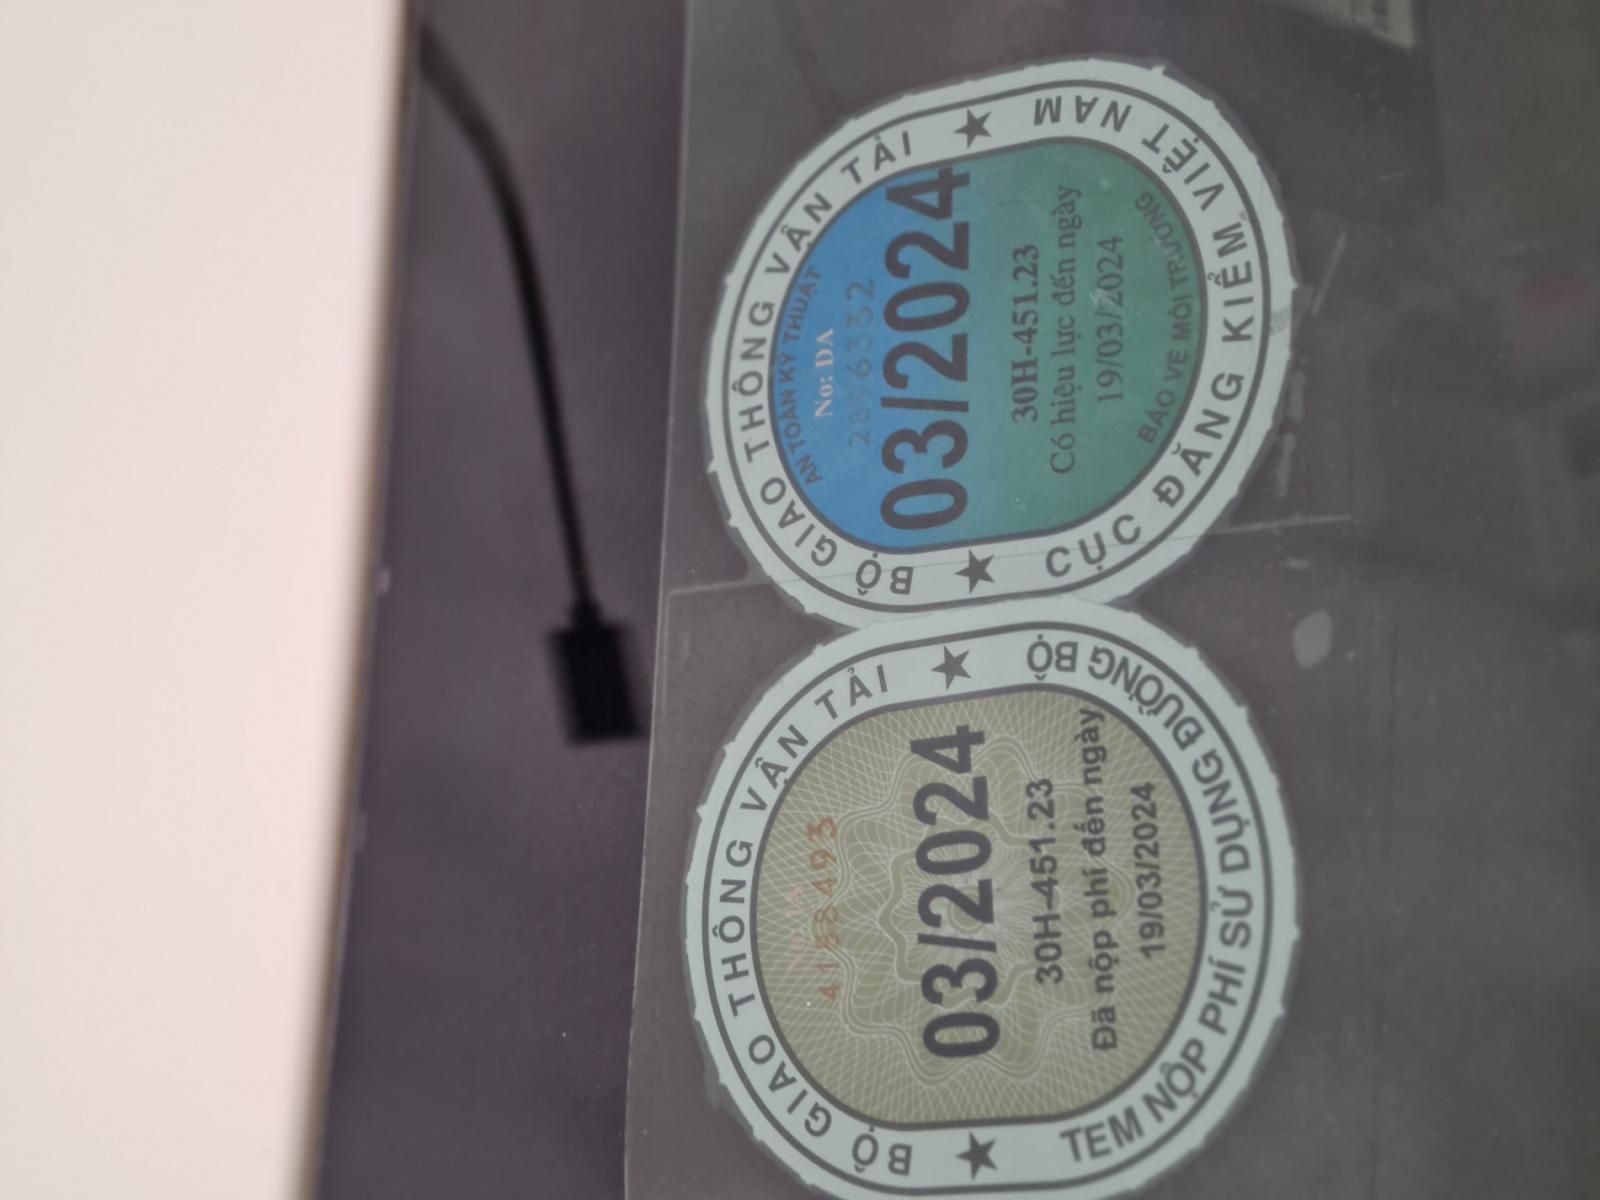 BỘ GIAO THÔNG VẬN TẢI
AN TOÀN KỸ THUẬT
No: DA
2896332
03/2024
30H-451.23
Có hiệu lực đến ngày
19/03/2024
BẢO VỆ MÔI TRƯỜNG
CỤC ĐĂNG KIỂM VIỆT NAM
BỘ GIAO THÔNG VẬN TẢI
4158493
03/2024
30H-451.23
Đã nộp phí đến ngày
19/03/2024
TEM NỘP PHÍ SỬ DỤNG ĐƯỜNG BỘ